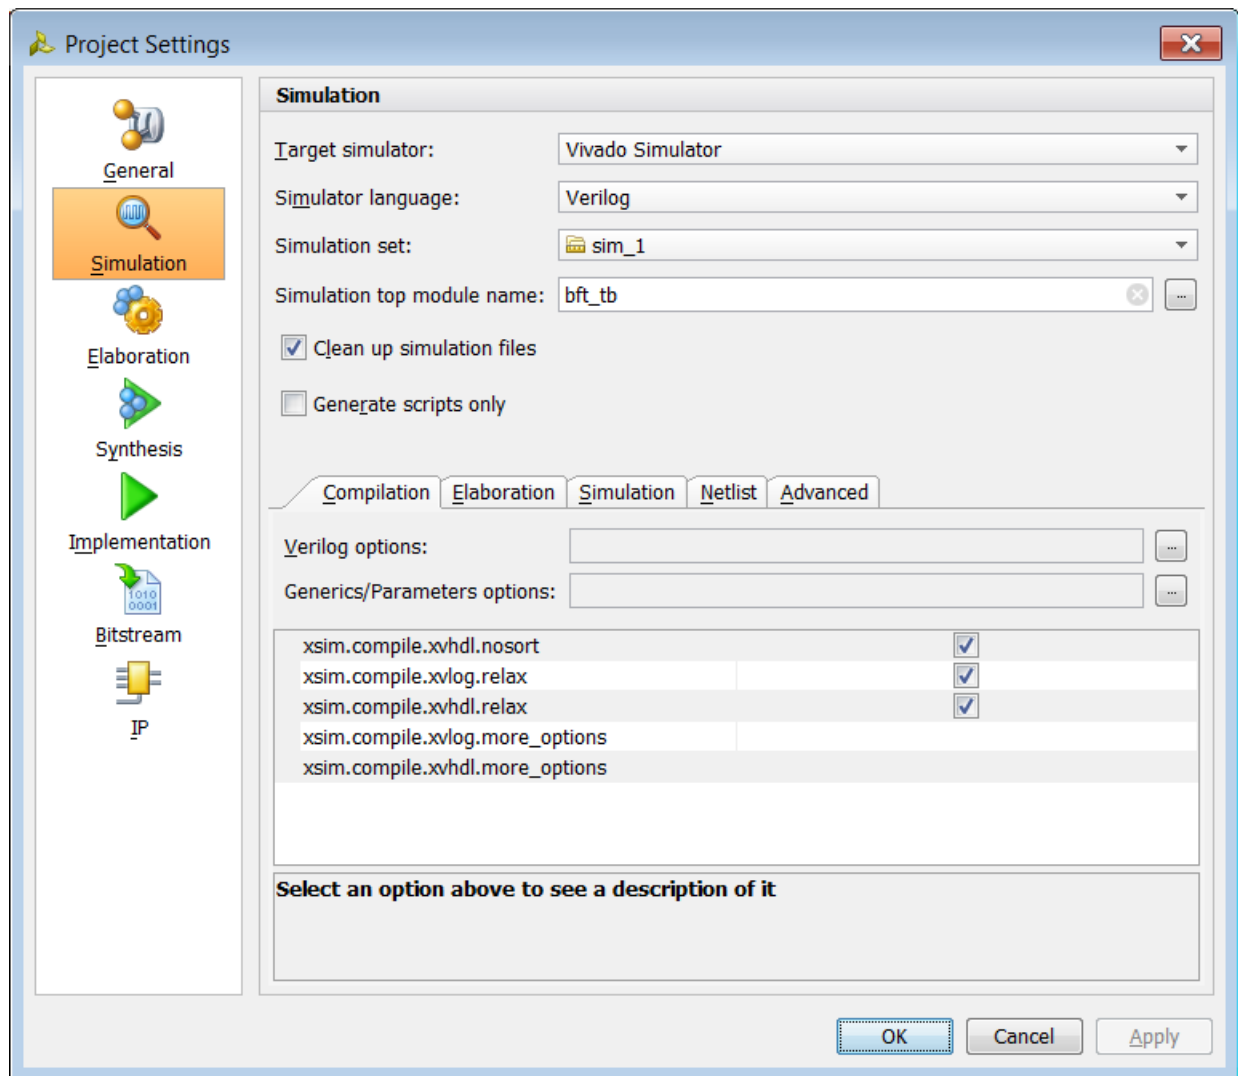 Project Settings
General
Simulation
Elaboration
Synthesis
Implementation
1010
0001
Bitstream
IP
Simulation
Target simulator: Vivado Simulator
Simulator language: Verilog
Simulation set: sim_1
Simulation top module name: bft_tb ...
Clean up simulation files
Generate scripts only
Compilation Elaboration Simulation Netlist Advanced
Verilog options: ...
Generics/Parameters options: ...
xsim.compile.xvhdl.nosort
xsim.compile.xvlog.relax
xsim.compile.xvhdl.relax
xsim.compile.xvlog.more_options
xsim.compile.xvhdl.more_options
Select an option above to see a description of it
OK Cancel Apply